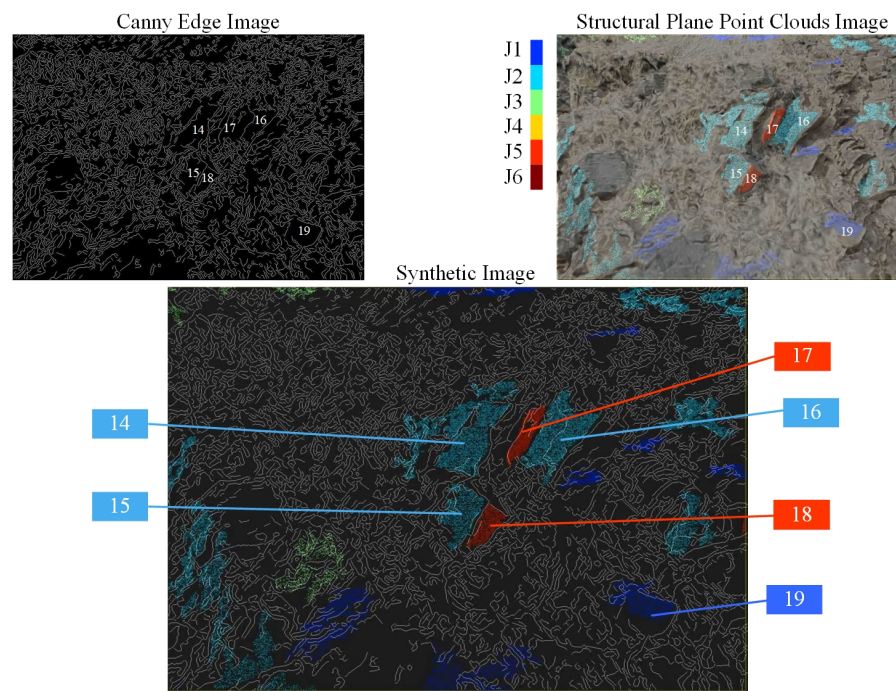 Canny Edge Image
Structural Plane Point Clouds Image
J1
J2
J3
J4
J5
J6
14
17
16
15
18
19
14
17
16
15
18
19
Synthetic Image
17
14
16
15
18
19